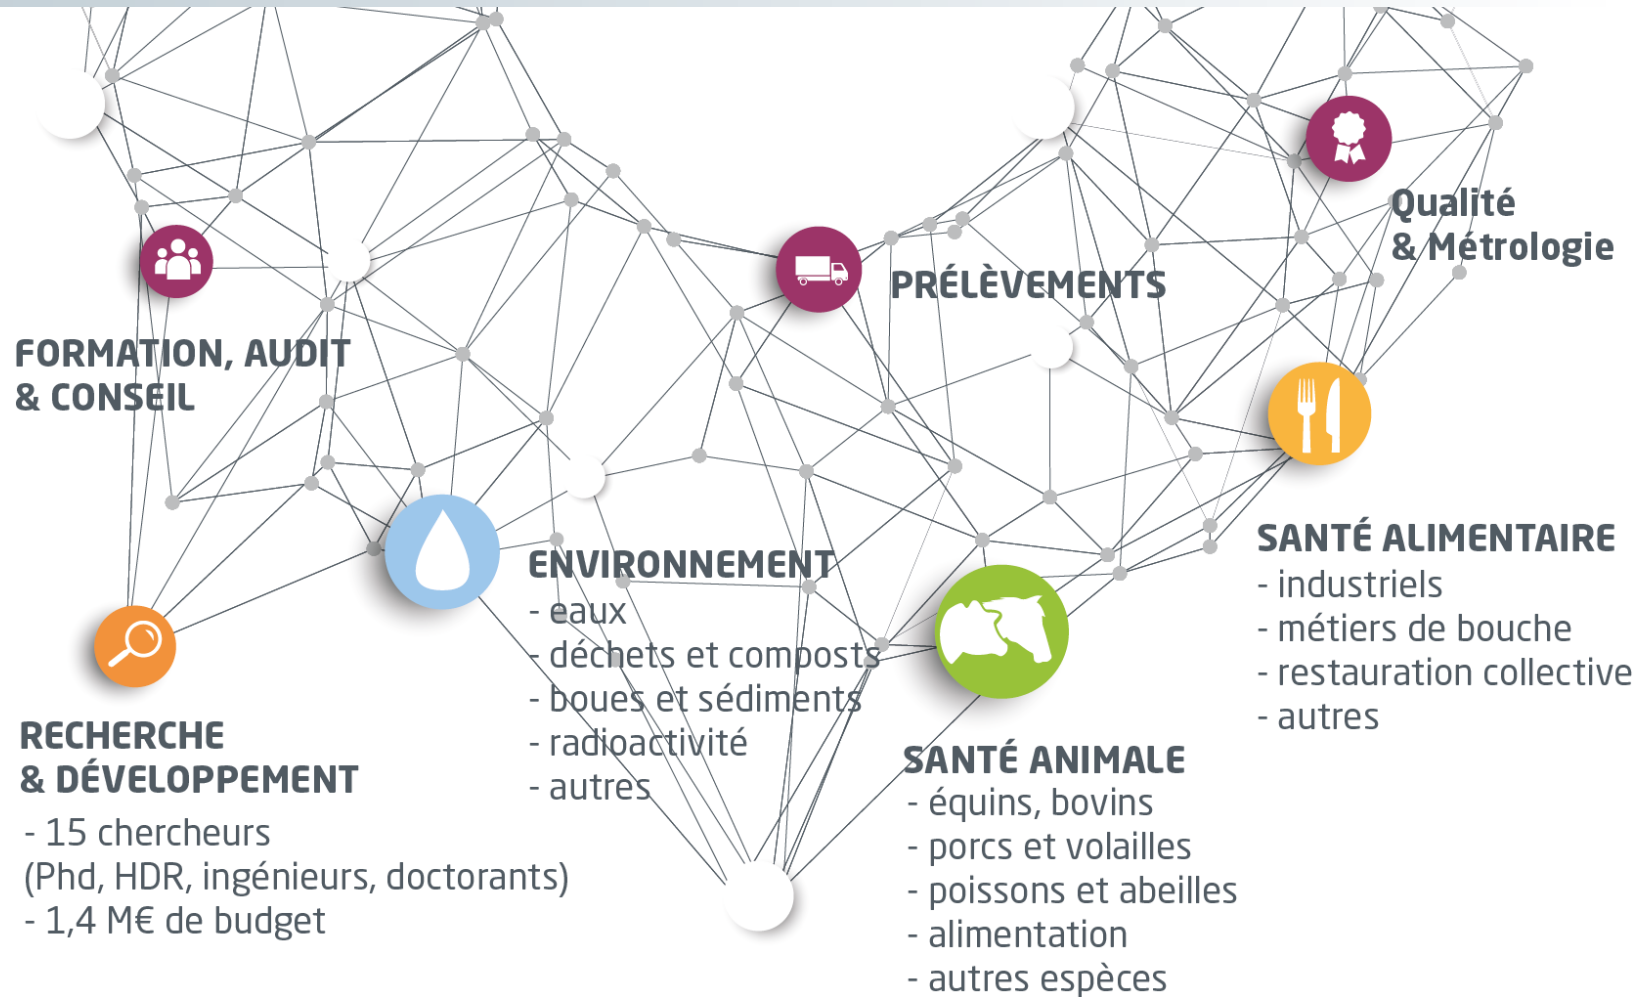 Qualité
& Métrologie
PRÉLÈVEMENTS
FORMATION, AUDIT
& CONSEIL
ENVIRONNEMENT
- eaux
- déchets et composts
- boues et sédiments
- radioactivité
- autres
SANTÉ ALIMENTAIRE
- industriels
- métiers de bouche
- restauration collective
- autres
RECHERCHE
& DÉVELOPPEMENT
- 15 chercheurs
(Phd, HDR, ingénieurs, doctorants)
- 1,4 M€ de budget
SANTÉ ANIMALE
- équins, bovins
- porcs et volailles
- poissons et abeilles
- alimentation
- autres espèces